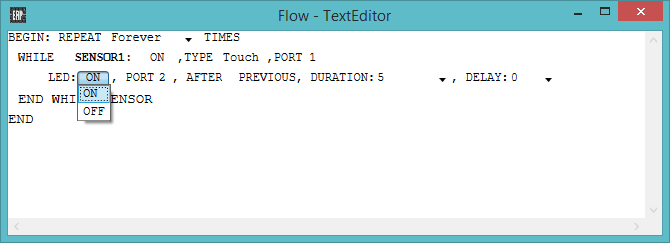 ERP Flow - TextEditor
BEGIN: REPEAT Forever TIMES
WHILE SENSOR1: ON ,TYPE Touch ,PORT 1
LED: ON , PORT 2 , AFTER PREVIOUS, DURATION: 5 , DELAY: 0
ON
END WHI ENSOR
OFF
END